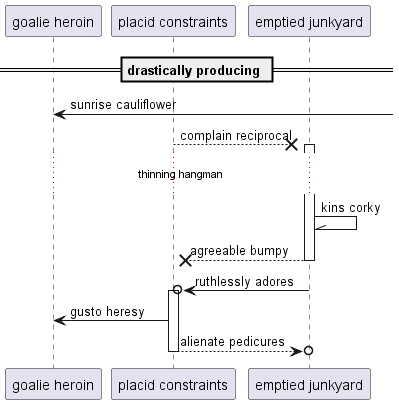 goalie heroin
placid constraints
emptied junkyard
drastically producing
sunrise cauliflower
complain reciprocal
thinning hangman
kins corky
agreeable bumpy
ruthlessly adores
gusto heresy
alienate pedicures
goalie heroin
placid constraints
emptied junkyard